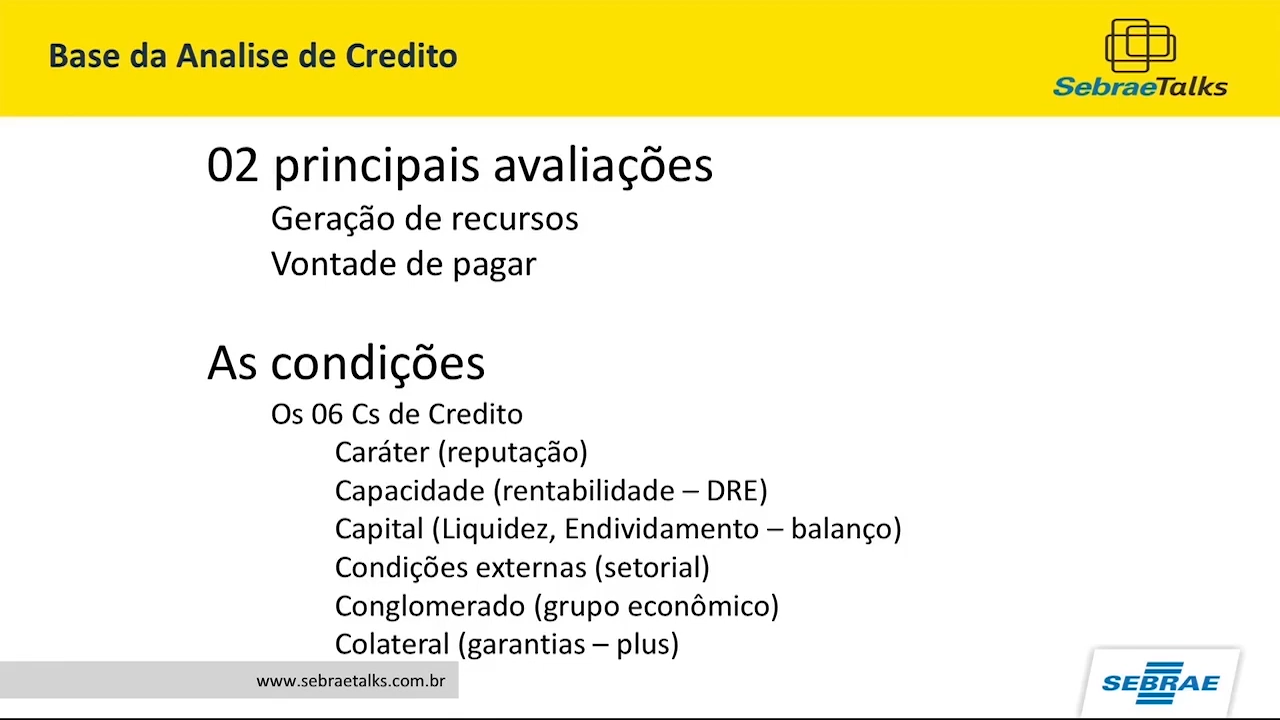 Base da Analise de Credito
SebraeTalks
02 principais avaliações
Geração de recursos
Vontade de pagar
As condições
Os 06 Cs de Credito
Caráter (reputação)
Capacidade (rentabilidade – DRE)
Capital (Liquidez, Endividamento – balanço)
Condições externas (setorial)
Conglomerado (grupo econômico)
Colateral (garantias – plus)
www.sebraetalks.com.br
SEBRAE